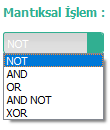 Mantıksal İşlem :
NOT
NOT
AND
OR
AND NOT
XOR